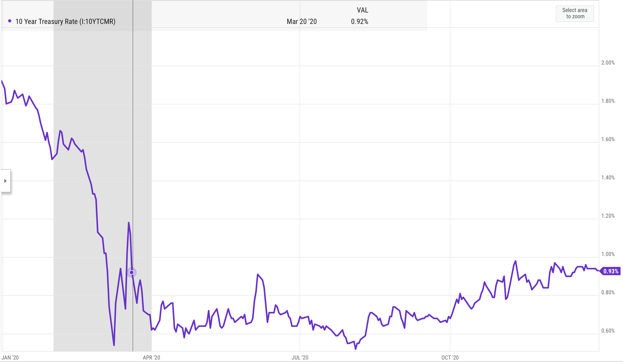 VAL
10 Year Treasury Rate (I:10YTCMR) Mar 20 '20 0.92%
Select area
to zoom
2.00%
1.80%
1.60%
1.40%
1.20%
1.00%
0.93%
0.80%
0.60%
JAN '20 APR '20 JUL '20 OCT '20